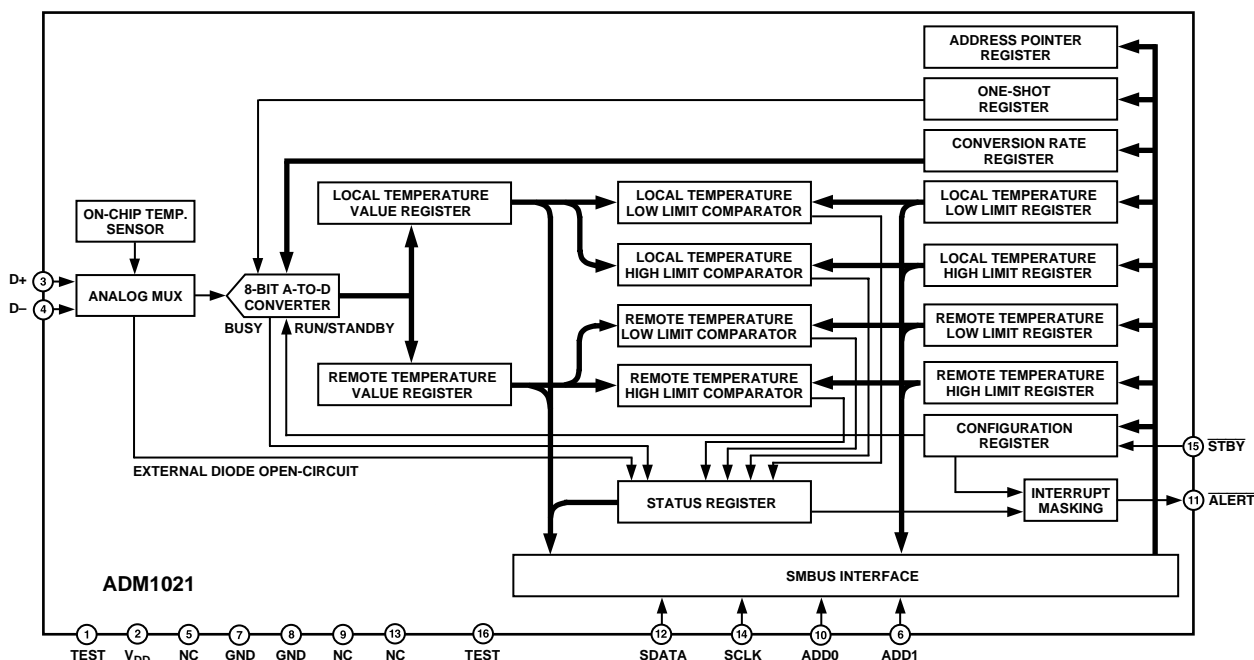 ADDRESS POINTER
REGISTER
ONE-SHOT
REGISTER
CONVERSION RATE
REGISTER
LOCAL TEMPERATURE
VALUE REGISTER
LOCAL TEMPERATURE
LOW LIMIT COMPARATOR
LOCAL TEMPERATURE
LOW LIMIT REGISTER
ON-CHIP TEMP.
SENSOR
LOCAL TEMPERATURE
HIGH LIMIT COMPARATOR
LOCAL TEMPERATURE
HIGH LIMIT REGISTER
D+
3
D–
4
ANALOG MUX
8-BIT A-TO-D
CONVERTER
BUSY
RUN/STANDBY
REMOTE TEMPERATURE
LOW LIMIT COMPARATOR
REMOTE TEMPERATURE
LOW LIMIT REGISTER
REMOTE TEMPERATURE
VALUE REGISTER
REMOTE TEMPERATURE
HIGH LIMIT COMPARATOR
REMOTE TEMPERATURE
HIGH LIMIT REGISTER
CONFIGURATION
REGISTER
15
STBY
EXTERNAL DIODE OPEN-CIRCUIT
STATUS REGISTER
INTERRUPT
MASKING
11
ALERT
SMBUS INTERFACE
ADM1021
1
2
5
7
8
9
13
16
12
14
10
6
TEST
VDD
NC
GND
GND
NC
NC
TEST
SDATA
SCLK
ADD0
ADD1